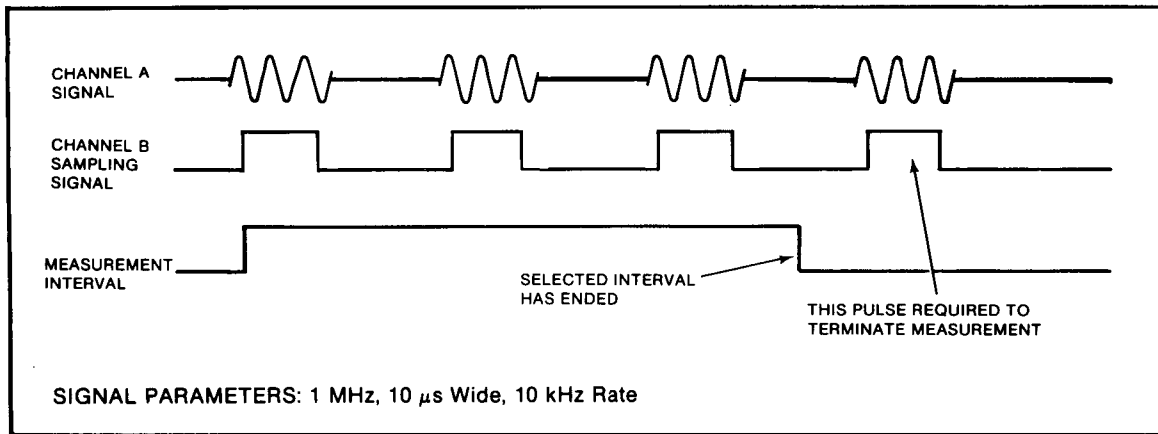 CHANNEL A
SIGNAL
CHANNEL B
SAMPLING
SIGNAL
MEASUREMENT
INTERVAL
SELECTED INTERVAL
HAS ENDED
THIS PULSE REQUIRED TO
TERMINATE MEASUREMENT
SIGNAL PARAMETERS: 1 MHz, 10 μs Wide, 10 kHz Rate